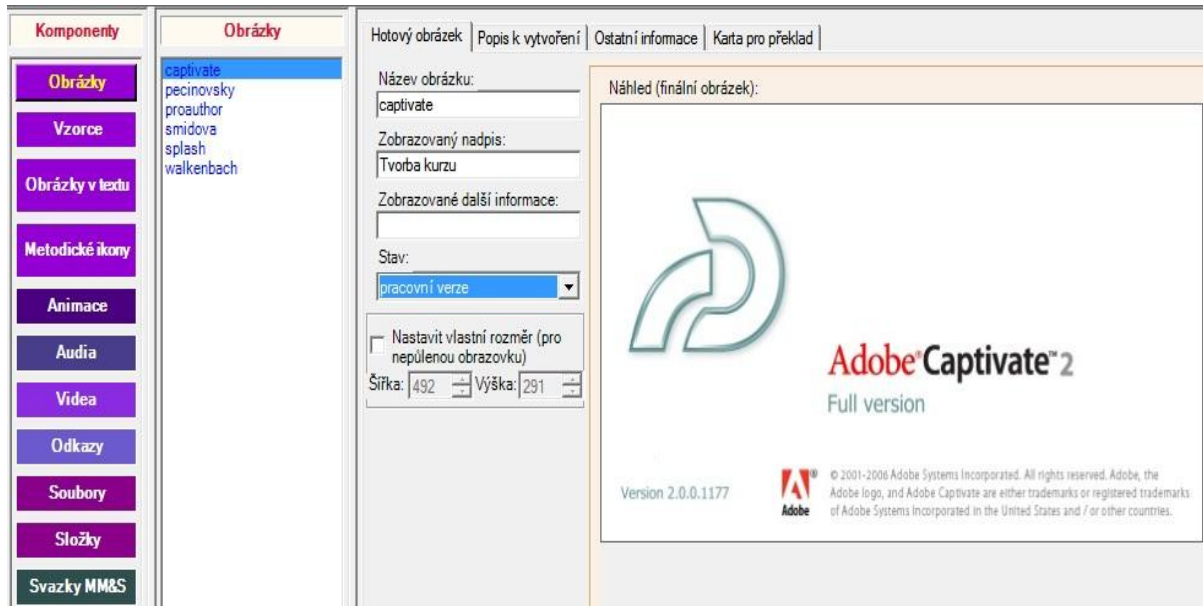 Komponenty
Obrázky
Vzorce
Obrázky v textu
Metodické ikony
Animace
Audia
Videa
Odkazy
Soubory
Složky
Svazky MM&S
Obrázky
captivate
pecinovsky
proauthor
smidova
splash
walkenbach
Hotový obrázek Popis k vytvoření Ostatní informace Karta pro překlad
Název obrázku:
captivate
Zobrazovaný nadpis:
Tvorba kurzu
Zobrazované další informace:
Stav:
pracovní verze
Nastavit vlastní rozměr (pro
nepůlenou obrazovku)
Šířka: 492 Výška: 291
Náhled (finální obrázek):
Adobe® Captivate™ 2
Full version
Version 2.0.0.1177
Adobe®
© 2001-2006 Adobe Systems Incorporated. All rights reserved. Adobe, the
Adobe logo, and Adobe Captivate are either trademarks or registered trademarks
of Adobe Systems Incorporated in the United States and / or other countries.